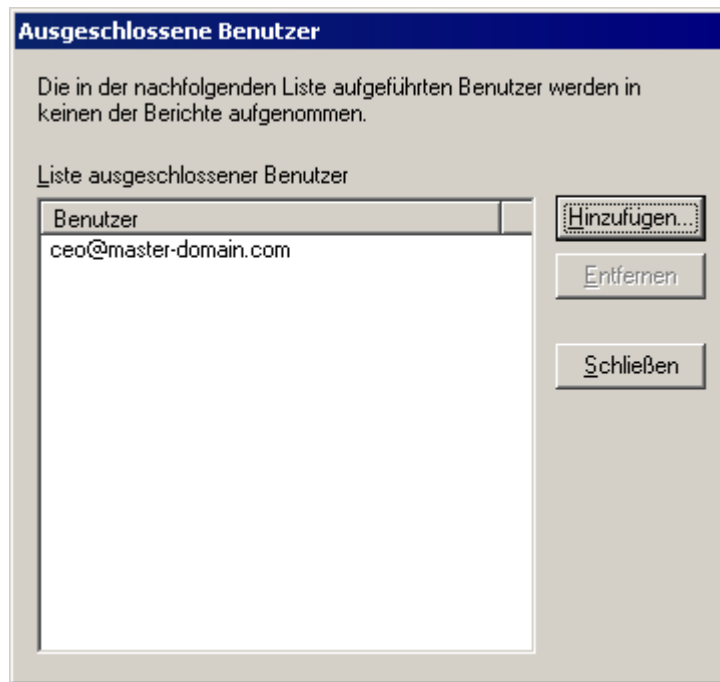 Ausgeschlossene Benutzer
Die in der nachfolgenden Liste aufgeführten Benutzer werden in
keinen der Berichte aufgenommen.
Liste ausgeschlossener Benutzer
Benutzer
ceo@master-domain.com
Hinzufügen...
Entfernen
Schließen